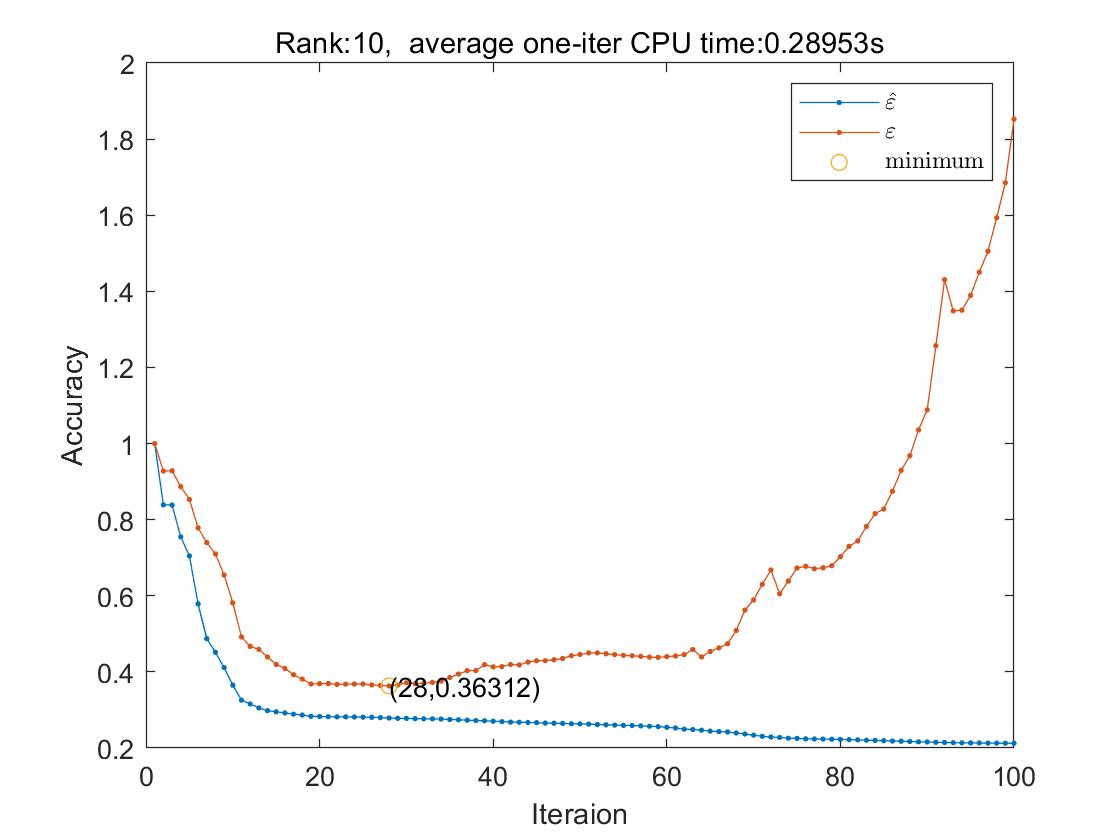 Rank:10,  average one-iter CPU time:0.28953s
2
1.8
1.6
1.4
1.2
1
0.8
0.6
0.4
0.2
Accuracy
ε̂
ε
minimum
(28,0.36312)
0 20 40 60 80 100
Iteraion